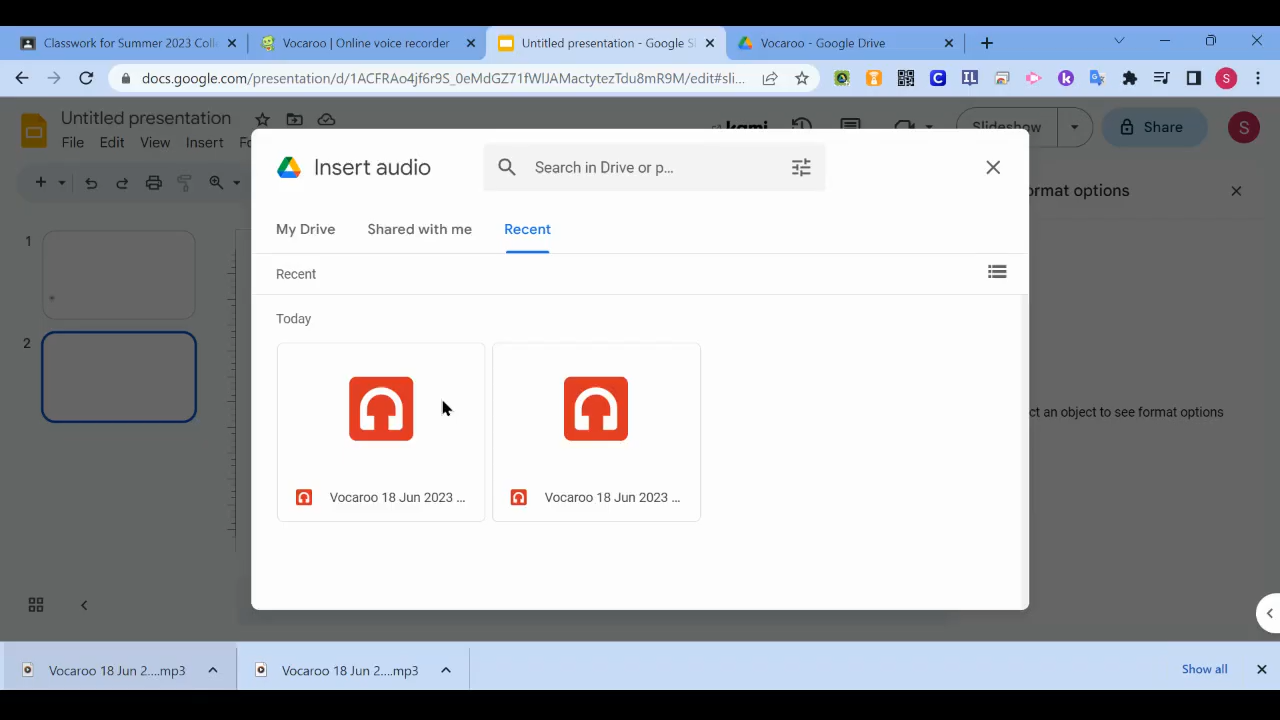 Classwork for Summer 2023 Coll
Vocaroo | Online voice recorder
Untitled presentation - Google Sl
Vocaroo - Google Drive
docs.google.com/presentation/d/1ACFRAo4jf6r9S_0eMdGZ71fWIJAMactytezTdu8mR9M/edit#sli...
Untitled presentation
File Edit View Insert Fo
kami
Slideshow
Share
S
Insert audio
Search in Drive or p...
ormat options
My Drive Shared with me Recent
Recent
Today
1
2
Vocaroo 18 Jun 2023 ...
Vocaroo 18 Jun 2023 ...
ct an object to see format options
Vocaroo 18 Jun 2....mp3
Vocaroo 18 Jun 2....mp3
Show all